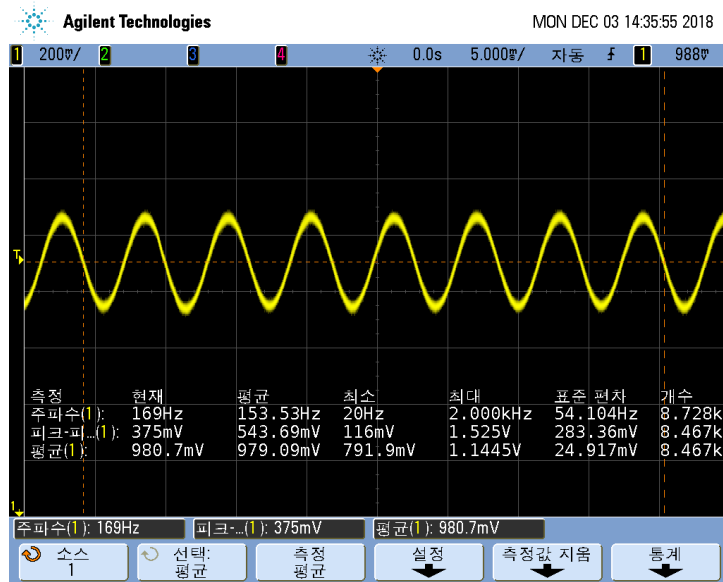 Agilent Technologies MON DEC 03 14:35:55 2018
1 200▽/ 2 3 4 0.0s 5.000▽/ 자동 1 988▽
T
측정 현재 평균 최소 최대 표준 편차 개수
주파수(1): 169Hz 153.53Hz 20Hz 2.000kHz 54.104Hz 8.728k
피크-피...(1): 375mV 543.69mV 116mV 1.525V 283.36mV 8.467k
평균(1): 980.7mV 979.09mV 791.9mV 1.1445V 24.917mV 8.467k
1
주파수(1): 169Hz 피크-...(1): 375mV 평균(1): 980.7mV
소스 선택: 측정 설정 측정값 지움 통계
1 평균 평균